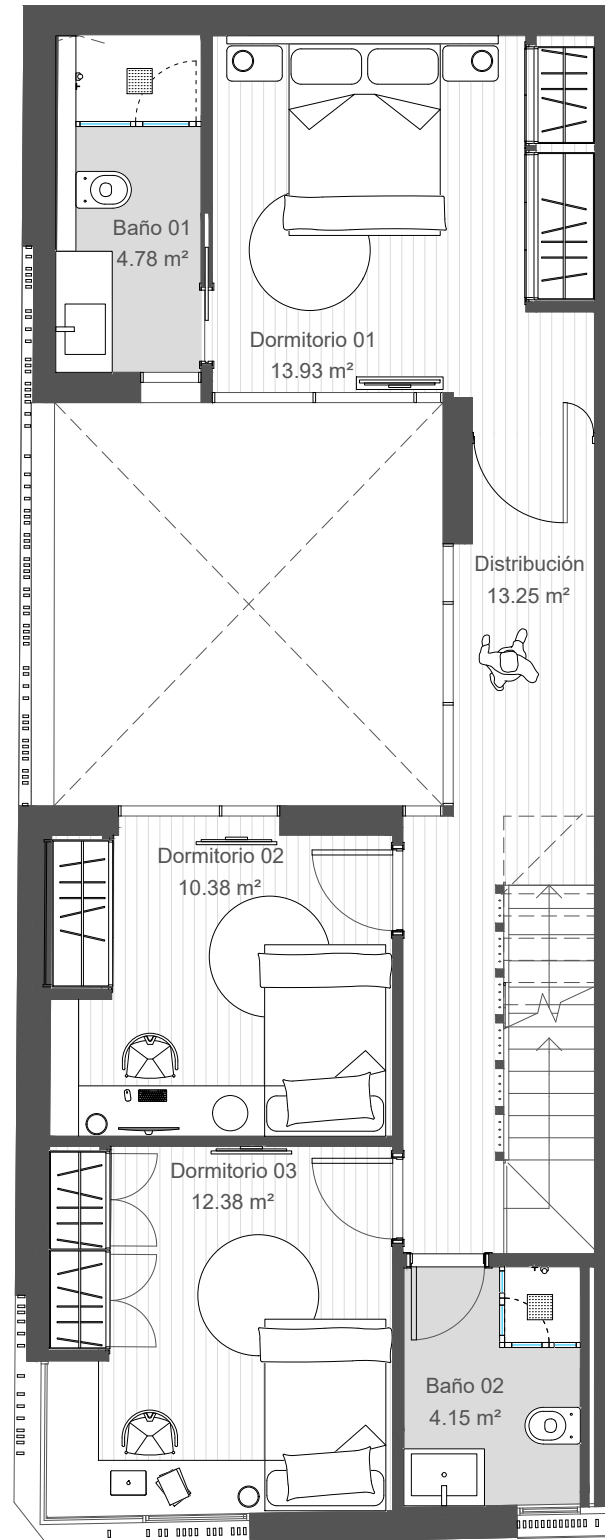 Baño 01
4.78 m²
Dormitorio 01
13.93 m²
Distribución
13.25 m²
Dormitorio 02
10.38 m²
Dormitorio 03
12.38 m²
Baño 02
4.15 m²